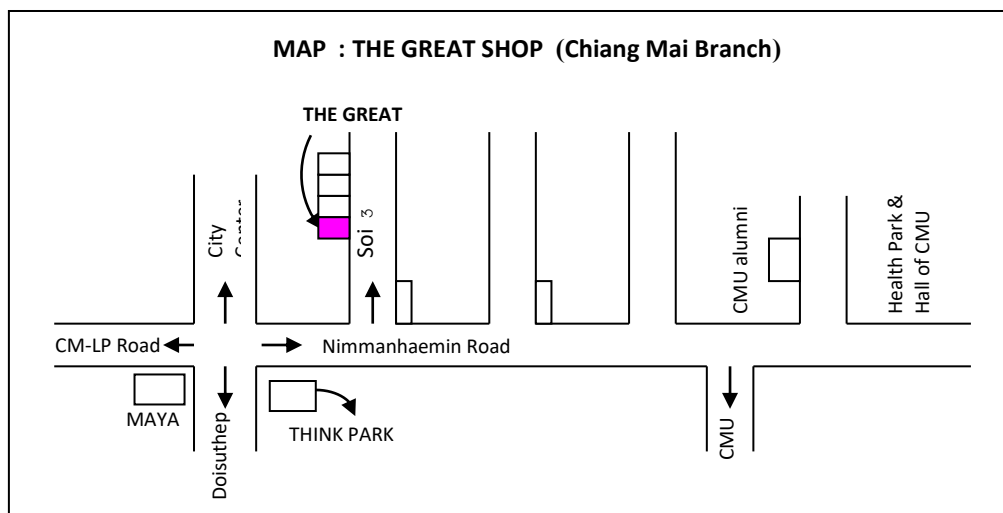 MAP : THE GREAT SHOP (Chiang Mai Branch)
THE GREAT
City
Center
Soi 3
CMU alumni
Health Park &
Hall of CMU
CM-LP Road
Nimmanhaemin Road
MAYA
Doisuthep
THINK PARK
CMU